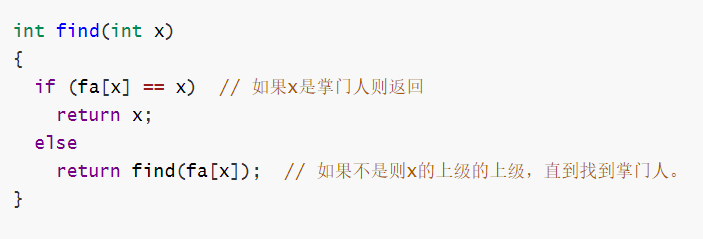 int find(int x)
{
  if (fa[x] == x)  // 如果x是掌门人则返回
    return x;
  else
    return find(fa[x]);  // 如果不是则x的上级的上级，直到找到掌门人。
}